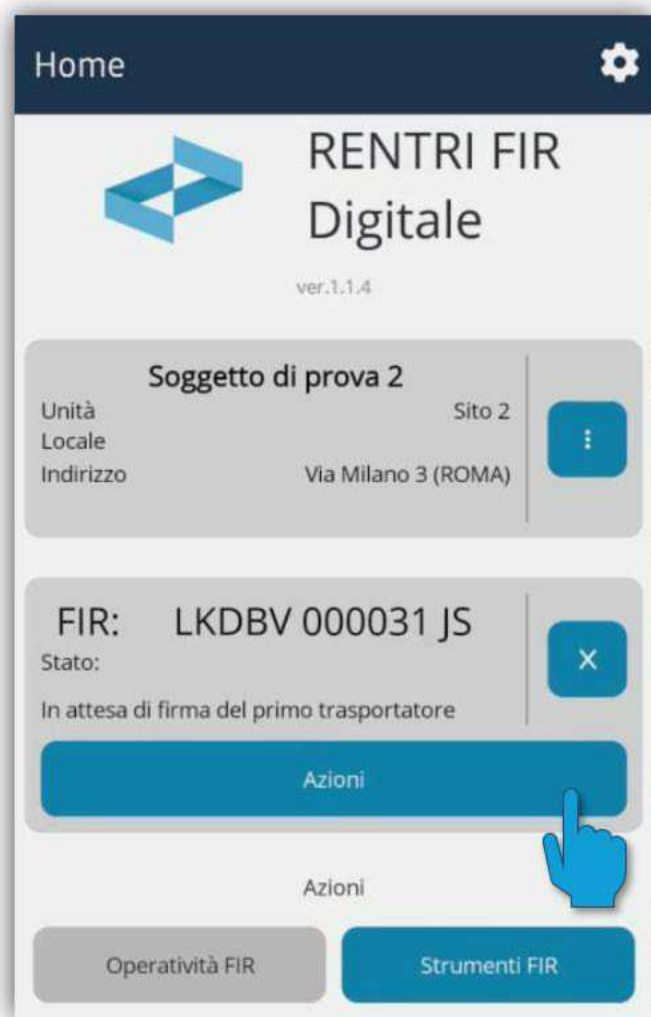 Home
RENTRI FIR
Digitale
ver.1.1.4
Soggetto di prova 2
Unità Locale Sito 2
Indirizzo Via Milano 3 (ROMA)
FIR: LKDBV 000031 JS
Stato:
In attesa di firma del primo trasportatore
Azioni
Azioni
Operatività FIR Strumenti FIR